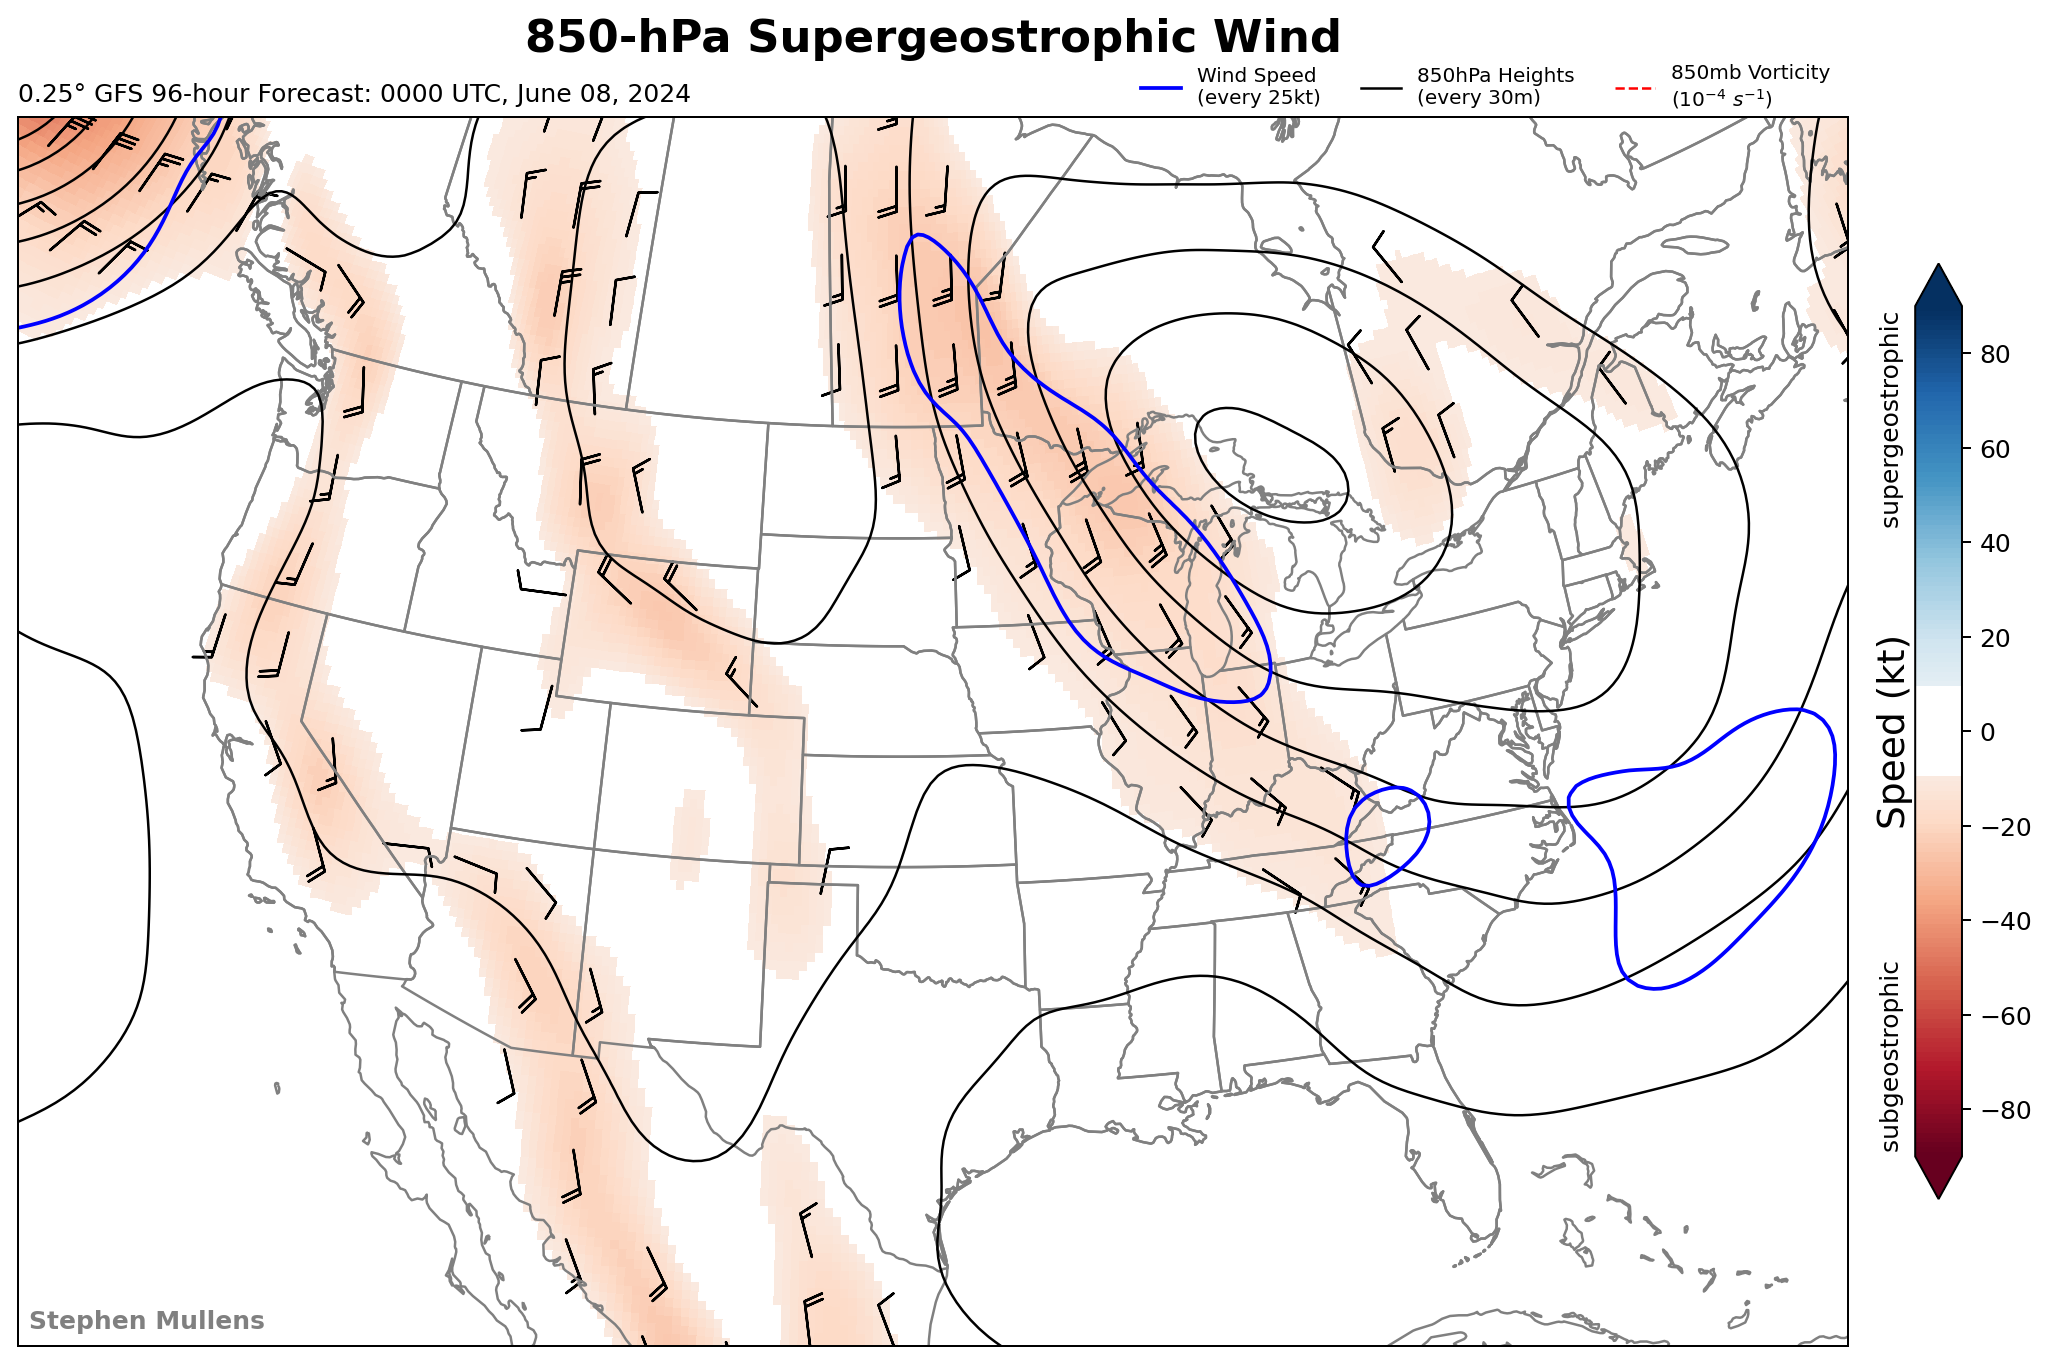 850-hPa Supergeostrophic Wind
0.25° GFS 96-hour Forecast: 0000 UTC, June 08, 2024
Wind Speed
(every 25kt)
850hPa Heights
(every 30m)
850mb Vorticity
(10⁻⁴ s⁻¹)
supergeostrophic
Speed (kt)
subgeostrophic
80
60
40
20
0
−20
−40
−60
−80
Stephen Mullens